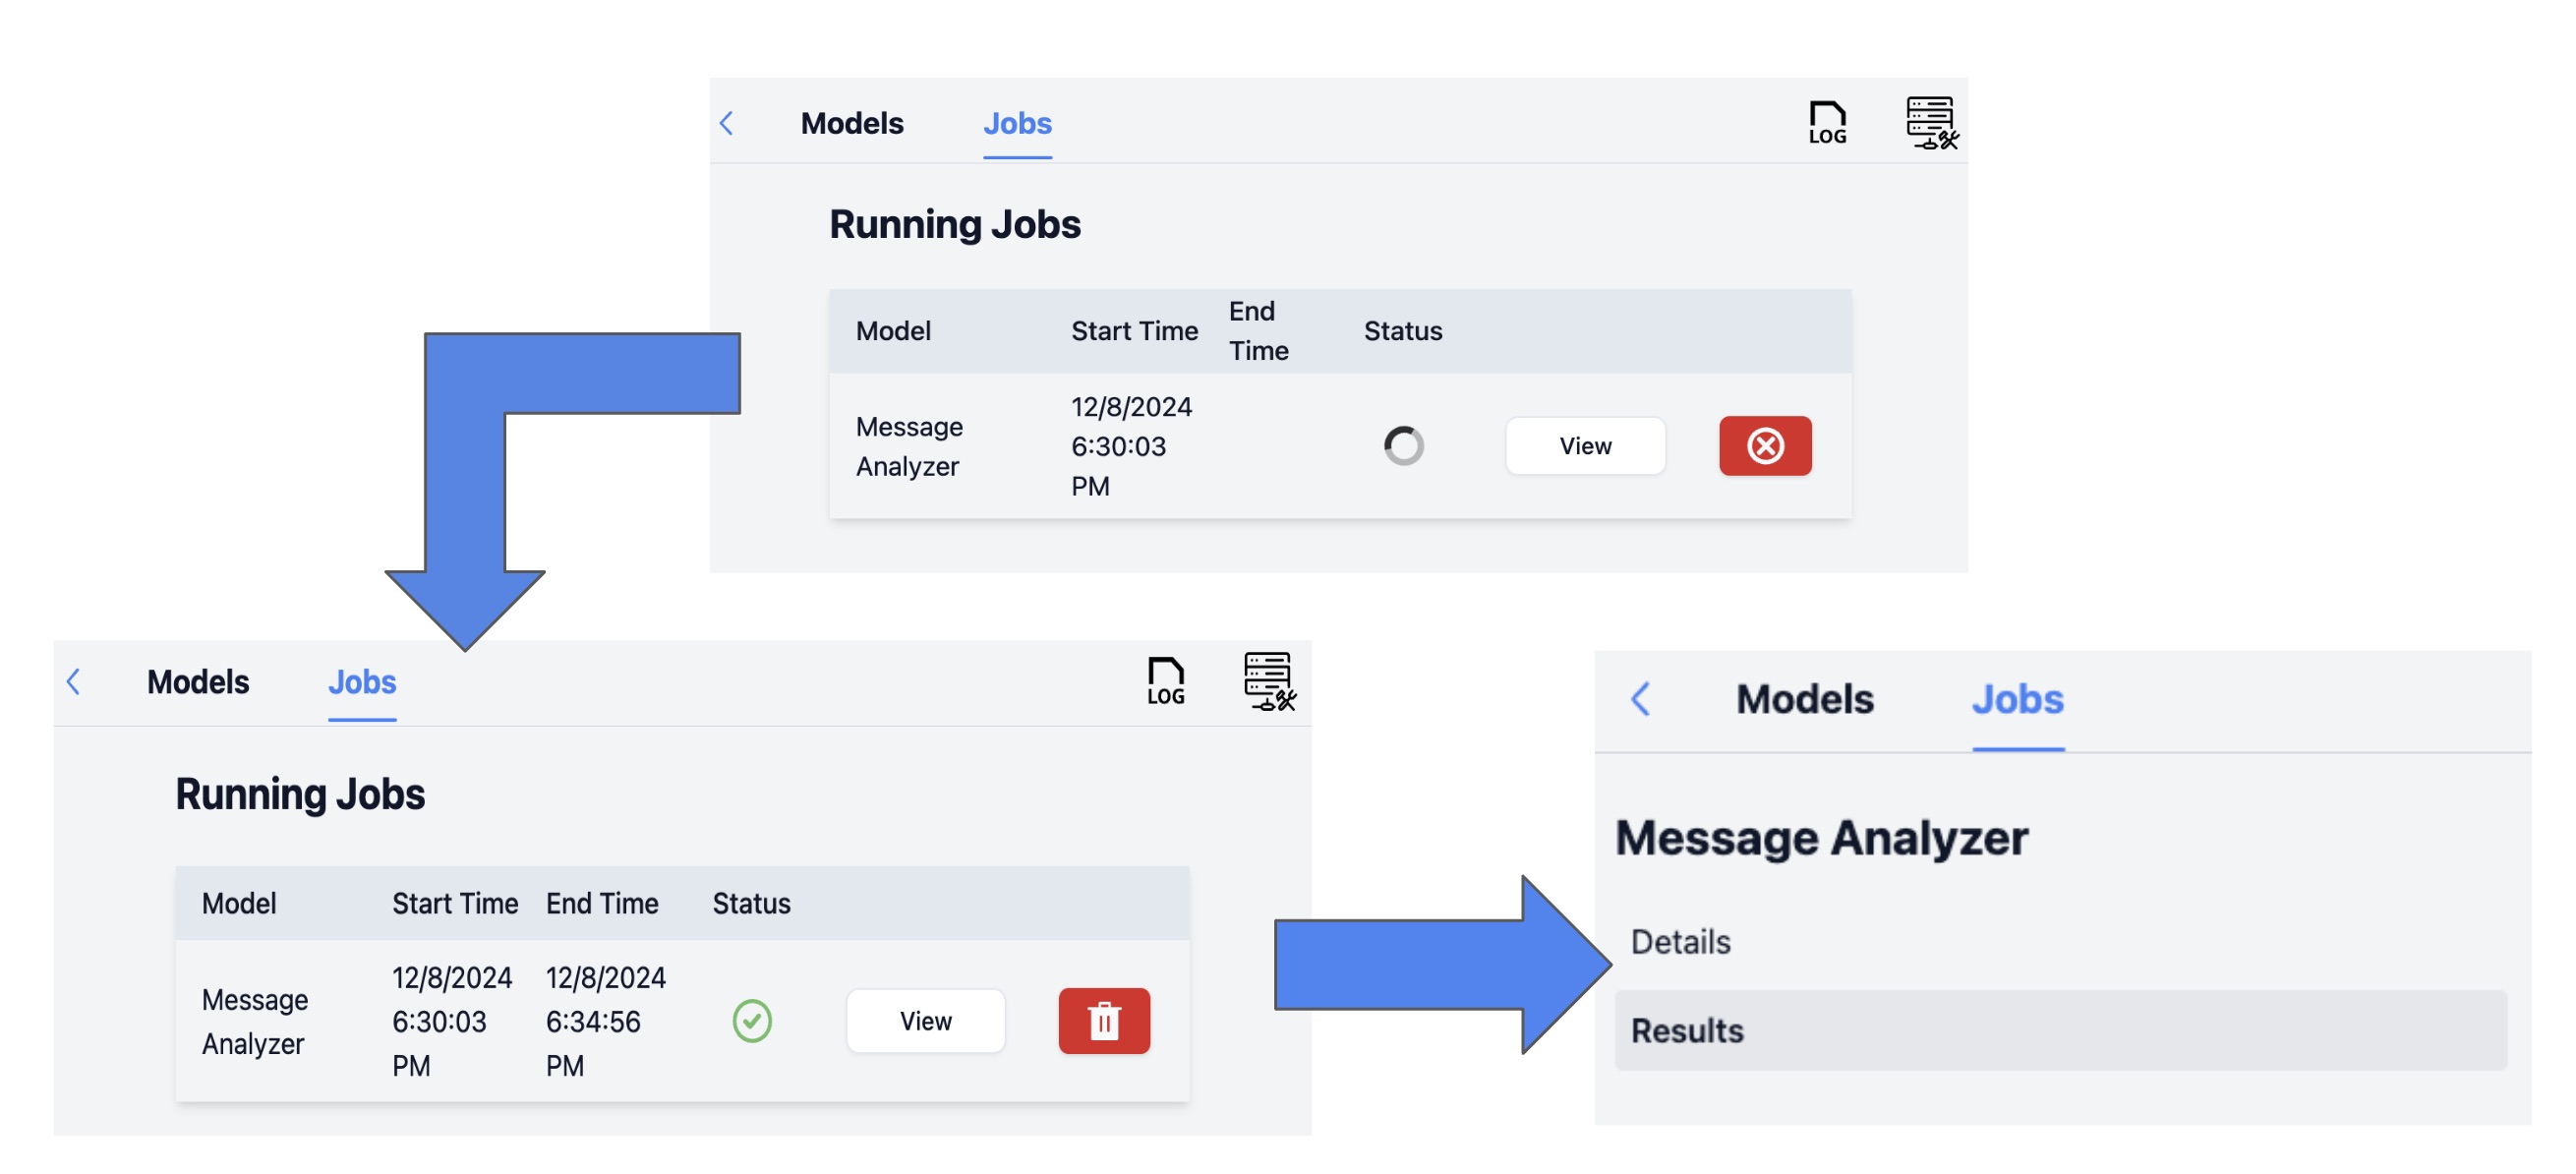 Models
Jobs
LOG
Running Jobs
Model
Start Time
End
Time
Status
Message
Analyzer
12/8/2024
6:30:03
PM
View
Models
Jobs
LOG
Running Jobs
Model
Start Time
End Time
Status
Message
Analyzer
12/8/2024
6:30:03
PM
12/8/2024
6:34:56
PM
View
Models
Jobs
Message Analyzer
Details
Results